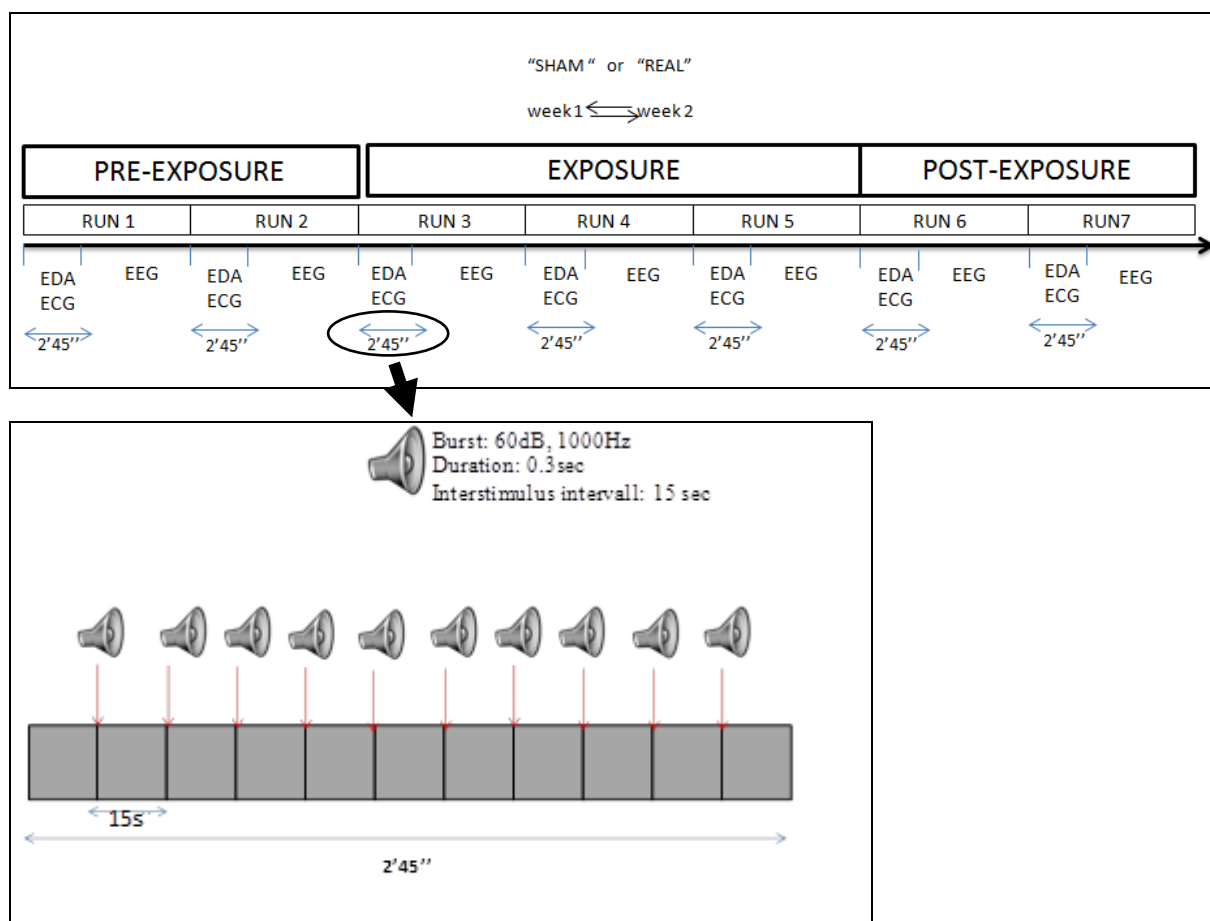 “SHAM “ or “REAL”
week1 week2
PRE-EXPOSURE EXPOSURE POST-EXPOSURE
RUN 1 RUN 2 RUN 3 RUN 4 RUN 5 RUN 6 RUN7
EDA EEG EDA EEG EDA EEG EDA EEG EDA EEG EDA EEG EDA EEG
ECG ECG ECG ECG ECG ECG ECG
2’45’’ 2’45’’ 2’45’’ 2’45’’ 2’45’’ 2’45’’ 2’45’’
Burst: 60dB, 1000Hz
Duration: 0.3sec
Interstimulus intervall: 15 sec
15s
2’45’’